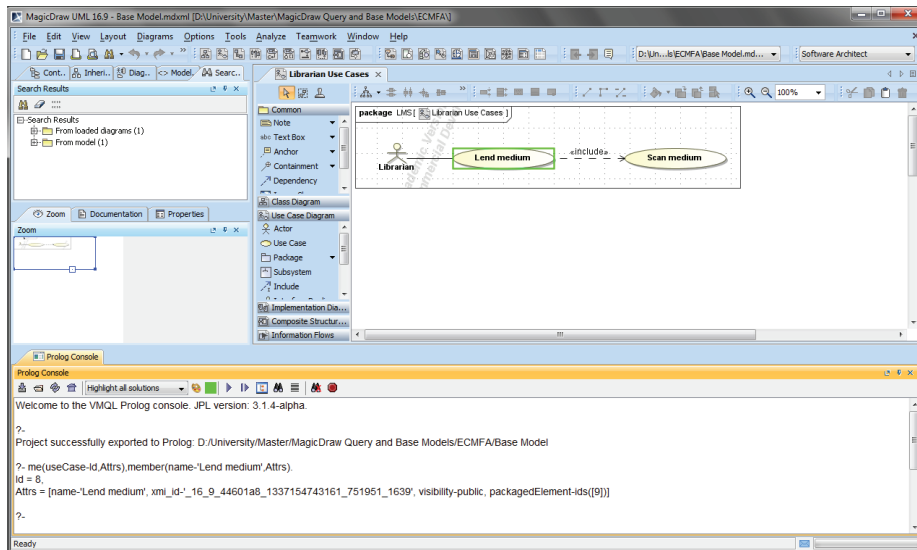 MagicDraw UML 16.9 - Base Model.mdxml [D:\University\Master\MagicDraw Query and Base Models\ECMFA\]
File Edit View Layout Diagrams Options Tools Analyze Teamwork Window Help
D:\Un...ls\ECMFA\Base Model.md... Software Architect
Cont.. Inheri.. Diag.. <> Model. Searc..
Librarian Use Cases
Search Results
100%
Search Results
From loaded diagrams (1)
From model (1)
Common
Note
abc Text Box
Anchor
Containment
Dependency
Class Diagram
Use Case Diagram
Actor
Use Case
Package
Subsystem
Include
Implementation Dia...
Composite Structur...
Information Flows
package LMS [ Librarian Use Cases ]
Librarian
Lend medium
«include»
Scan medium
Zoom Documentation Properties
Zoom
Prolog Console
Prolog Console
Highlight all solutions
Welcome to the VMQL Prolog console. JPL version: 3.1.4-alpha.
?-
Project successfully exported to Prolog: D:/University/Master/MagicDraw Query and Base Models/ECMFA/Base Model
?- me(useCase-Id,Attrs),member(name-'Lend medium',Attrs).
Id = 8,
Attrs = [name-'Lend medium', xmi_id-'_16_9_44601a8_1337154743161_751951_1639', visibility-public, packagedElement-ids([9])]
?-
Ready